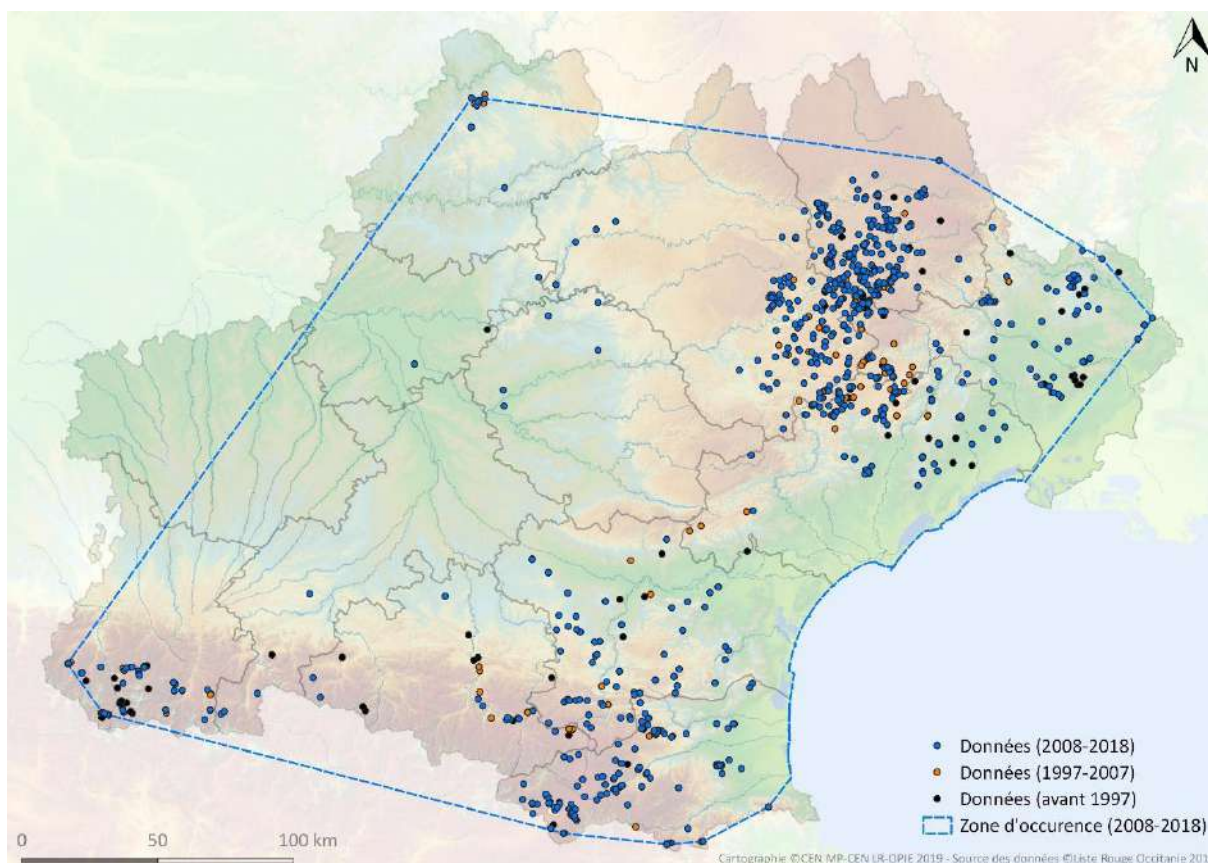 N
Données (2008-2018)
Données (1997-2007)
Données (avant 1997)
Zone d'occurence (2008-2018)
0 50 100 km
Cartographie ©CEN MP-CEN LR-OPIE 2019 - Source des données ©Liste Rouge Occitanie 201